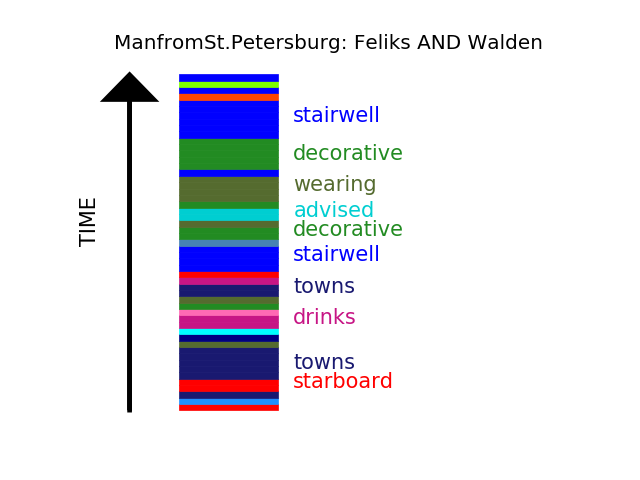 ManfromSt.Petersburg: Feliks AND Walden
TIME
stairwell
decorative
wearing
advised
decorative
stairwell
towns
drinks
towns
starboard